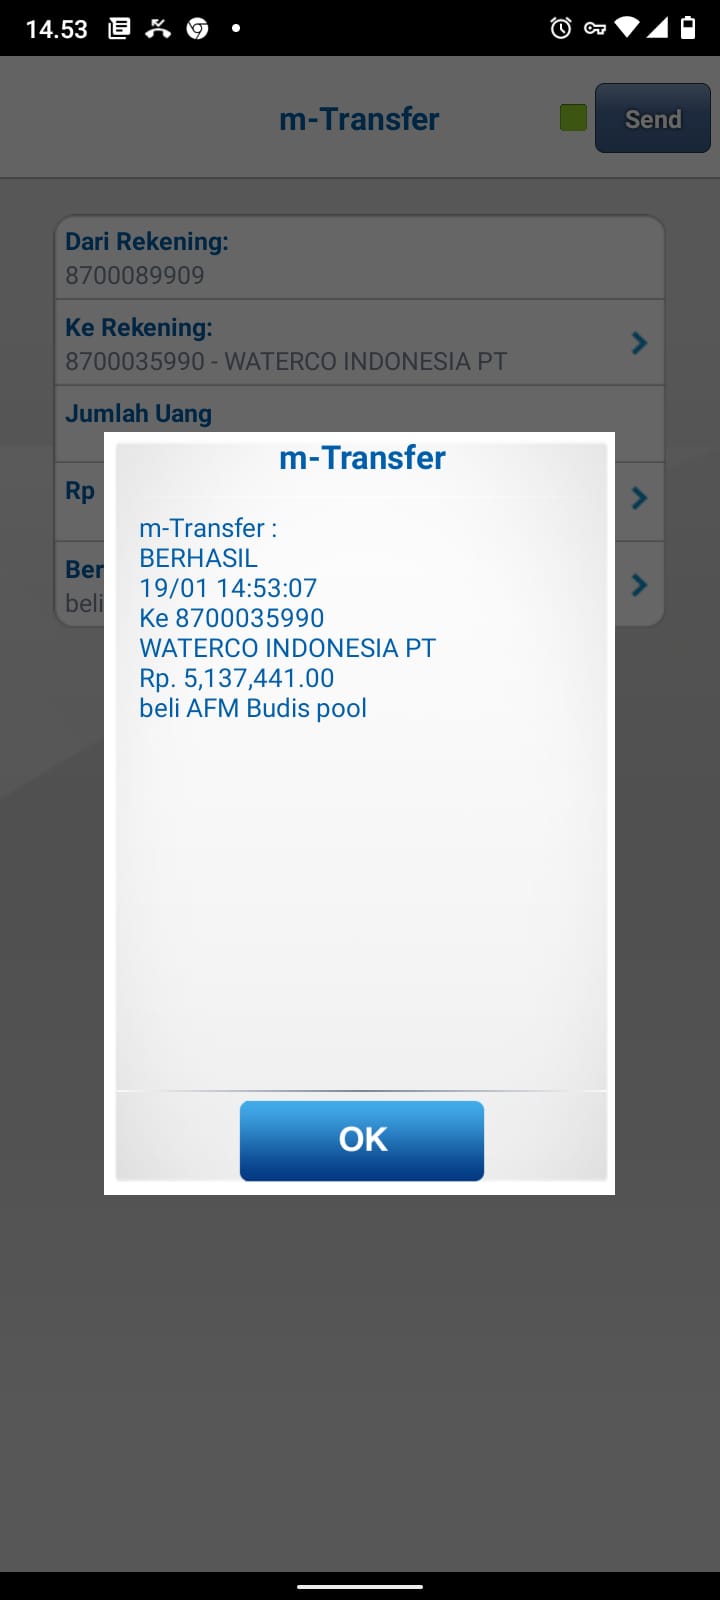 14.53
m-Transfer
Send
Dari Rekening:
8700089909
Ke Rekening:
8700035990 - WATERCO INDONESIA PT
Jumlah Uang
Rp
Ber
beli
m-Transfer
m-Transfer :
BERHASIL
19/01 14:53:07
Ke 8700035990
WATERCO INDONESIA PT
Rp. 5,137,441.00
beli AFM Budis pool
OK